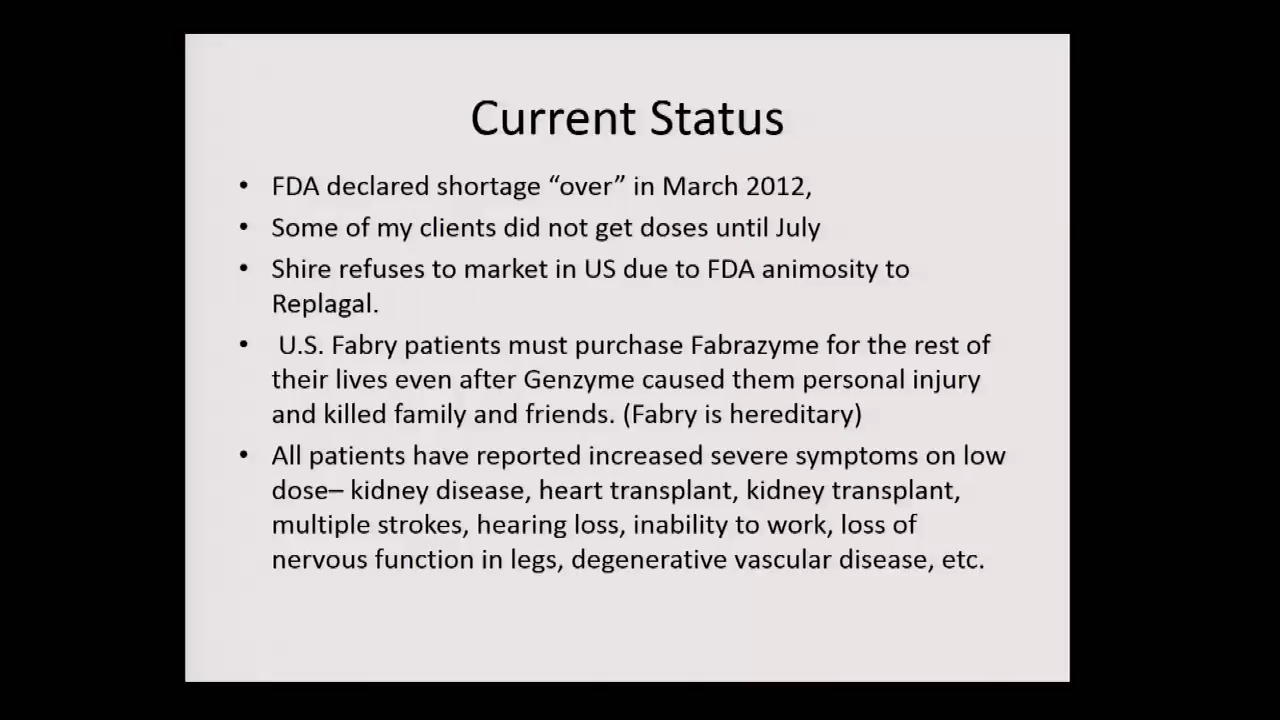 Current Status
• FDA declared shortage “over” in March 2012,
• Some of my clients did not get doses until July
• Shire refuses to market in US due to FDA animosity to
Replagal.
• U.S. Fabry patients must purchase Fabrazyme for the rest of
their lives even after Genzyme caused them personal injury
and killed family and friends. (Fabry is hereditary)
• All patients have reported increased severe symptoms on low
dose– kidney disease, heart transplant, kidney transplant,
multiple strokes, hearing loss, inability to work, loss of
nervous function in legs, degenerative vascular disease, etc.